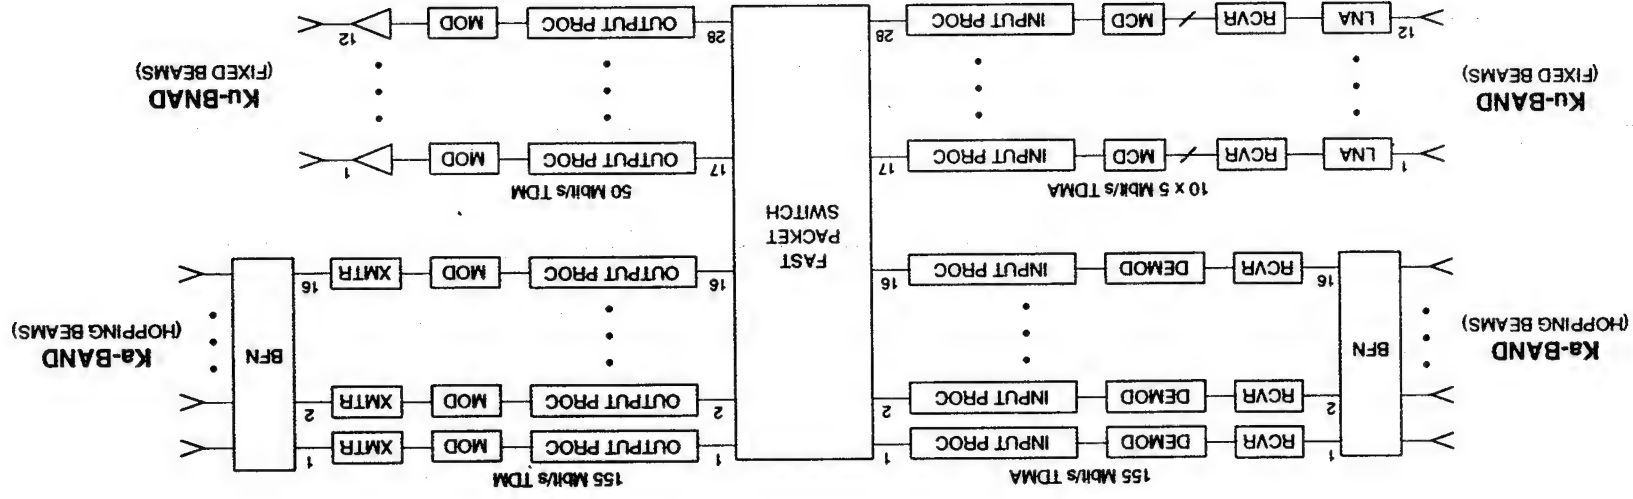 155 Mbit/s TDMA
155 Mbit/s TDM
1 RCVR DEMOD INPUT PROC 1
1 OUTPUT PROC MOD XMTR 1
2 RCVR DEMOD INPUT PROC 2
2 OUTPUT PROC MOD XMTR 2
Ka-BAND
(HOPPING BEAMS)
BFN
BFN
Ka-BAND
(HOPPING BEAMS)
16 RCVR DEMOD INPUT PROC 16
16 OUTPUT PROC MOD XMTR 16
FAST
PACKET
SWITCH
10 x 5 Mbit/s TDMA
50 Mbit/s TDM
1 LNA RCVR MCD INPUT PROC 17
17 OUTPUT PROC MOD 1
Ku-BAND
(FIXED BEAMS)
Ku-BNAD
(FIXED BEAMS)
12 LNA RCVR MCD INPUT PROC 28
28 OUTPUT PROC MOD 12